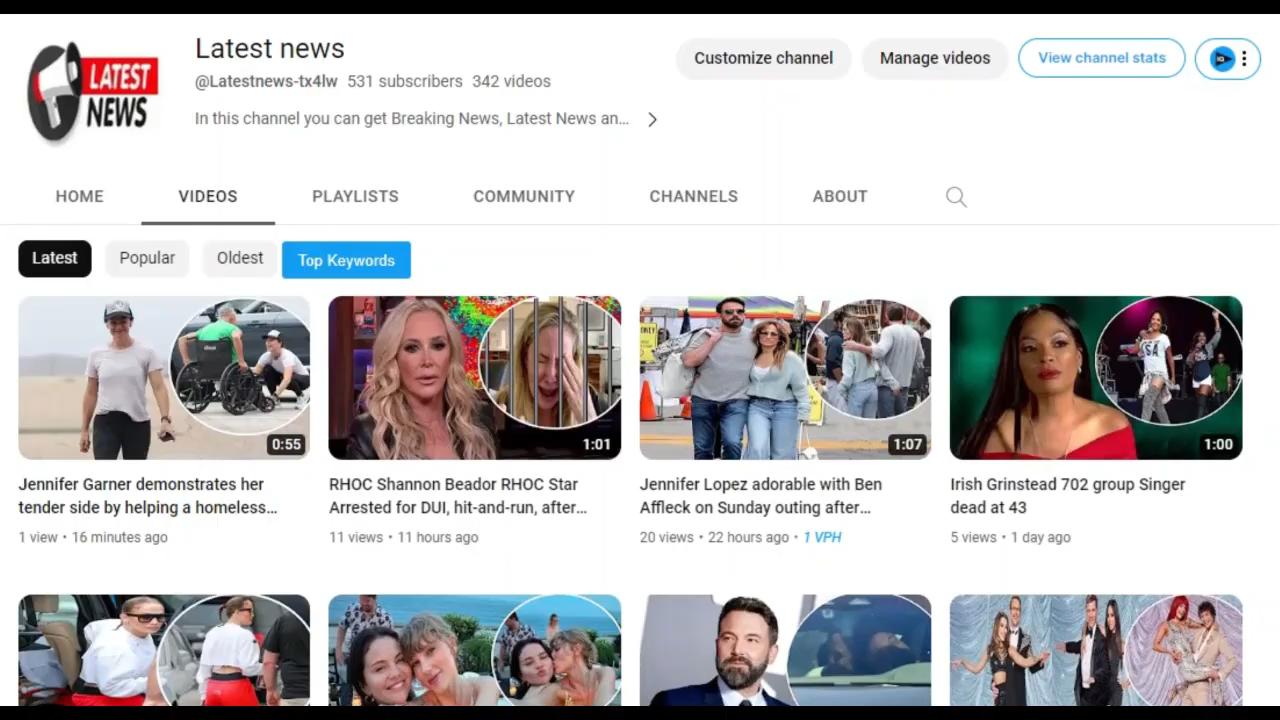 LATEST
NEWS
Latest news
@Latestnews-tx4lw 531 subscribers 342 videos
In this channel you can get Breaking News, Latest News an...
Customize channel
Manage videos
View channel stats
HOME
VIDEOS
PLAYLISTS
COMMUNITY
CHANNELS
ABOUT
Latest
Popular
Oldest
Top Keywords
0:55
1:01
1:07
1:00
Jennifer Garner demonstrates her
tender side by helping a homeless...
1 view • 16 minutes ago
RHOC Shannon Beador RHOC Star
Arrested for DUI, hit-and-run, after...
11 views • 11 hours ago
Jennifer Lopez adorable with Ben
Affleck on Sunday outing after...
20 views • 22 hours ago • 1 VPH
Irish Grinstead 702 group Singer
dead at 43
5 views • 1 day ago